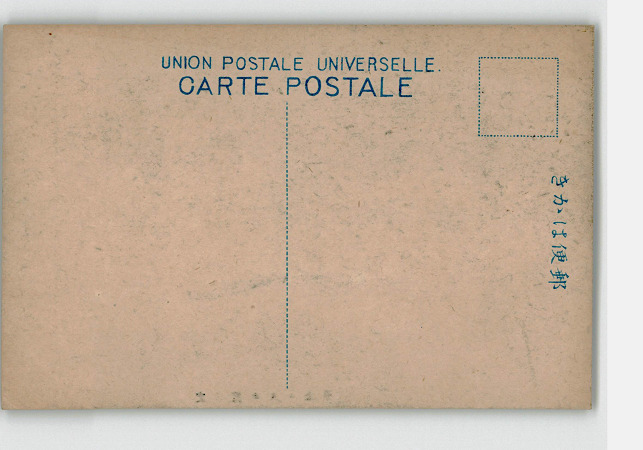 UNION POSTALE UNIVERSELLE.
CARTE POSTALE
きかは便郵